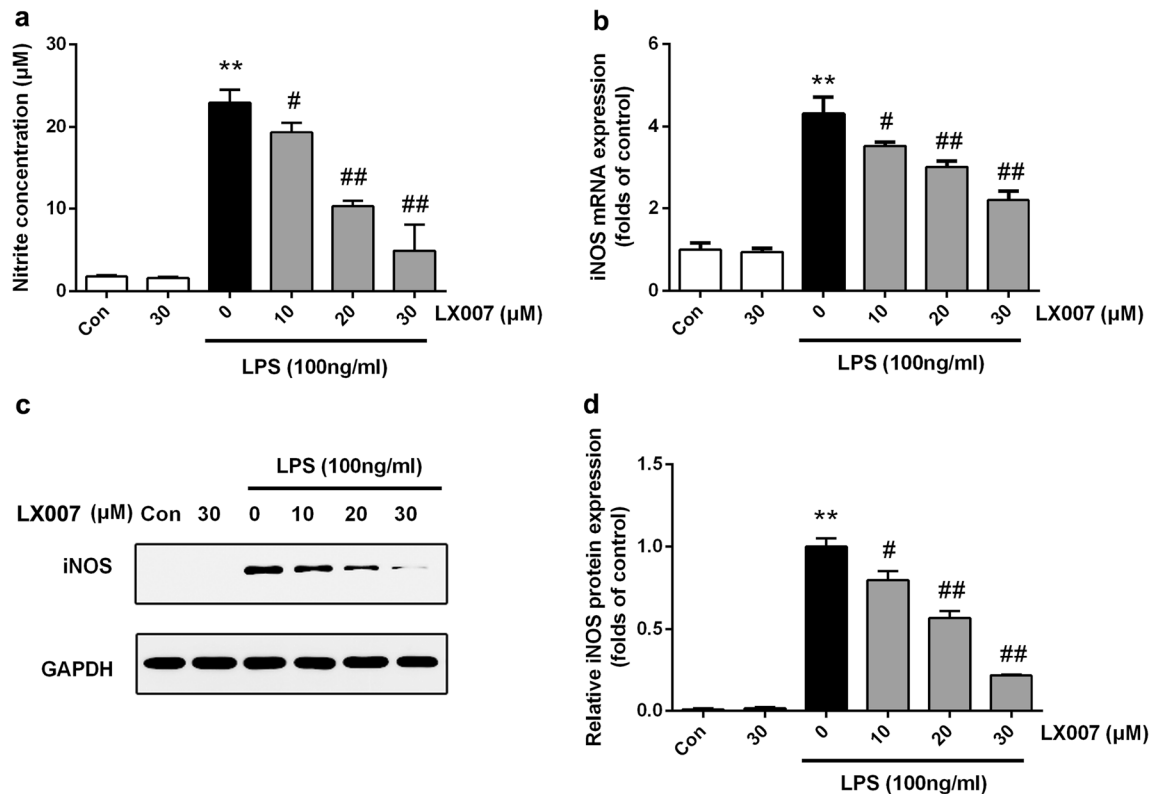 a
Nitrite concentration (µM)
30
20
10
0
**
#
##
##
Con
30
0
10
20
30
LX007 (µM)
LPS (100ng/ml)
b
iNOS mRNA expression
(folds of control)
6
4
2
0
**
#
##
##
Con
30
0
10
20
30
LX007 (µM)
LPS (100ng/ml)
c
LPS (100ng/ml)
LX007 (µM) Con 30 0 10 20 30
iNOS
GAPDH
d
Relative iNOS protein expression
(folds of control)
1.5
1.0
0.5
0.0
**
#
##
##
Con
30
0
10
20
30
LX007 (µM)
LPS (100ng/ml)